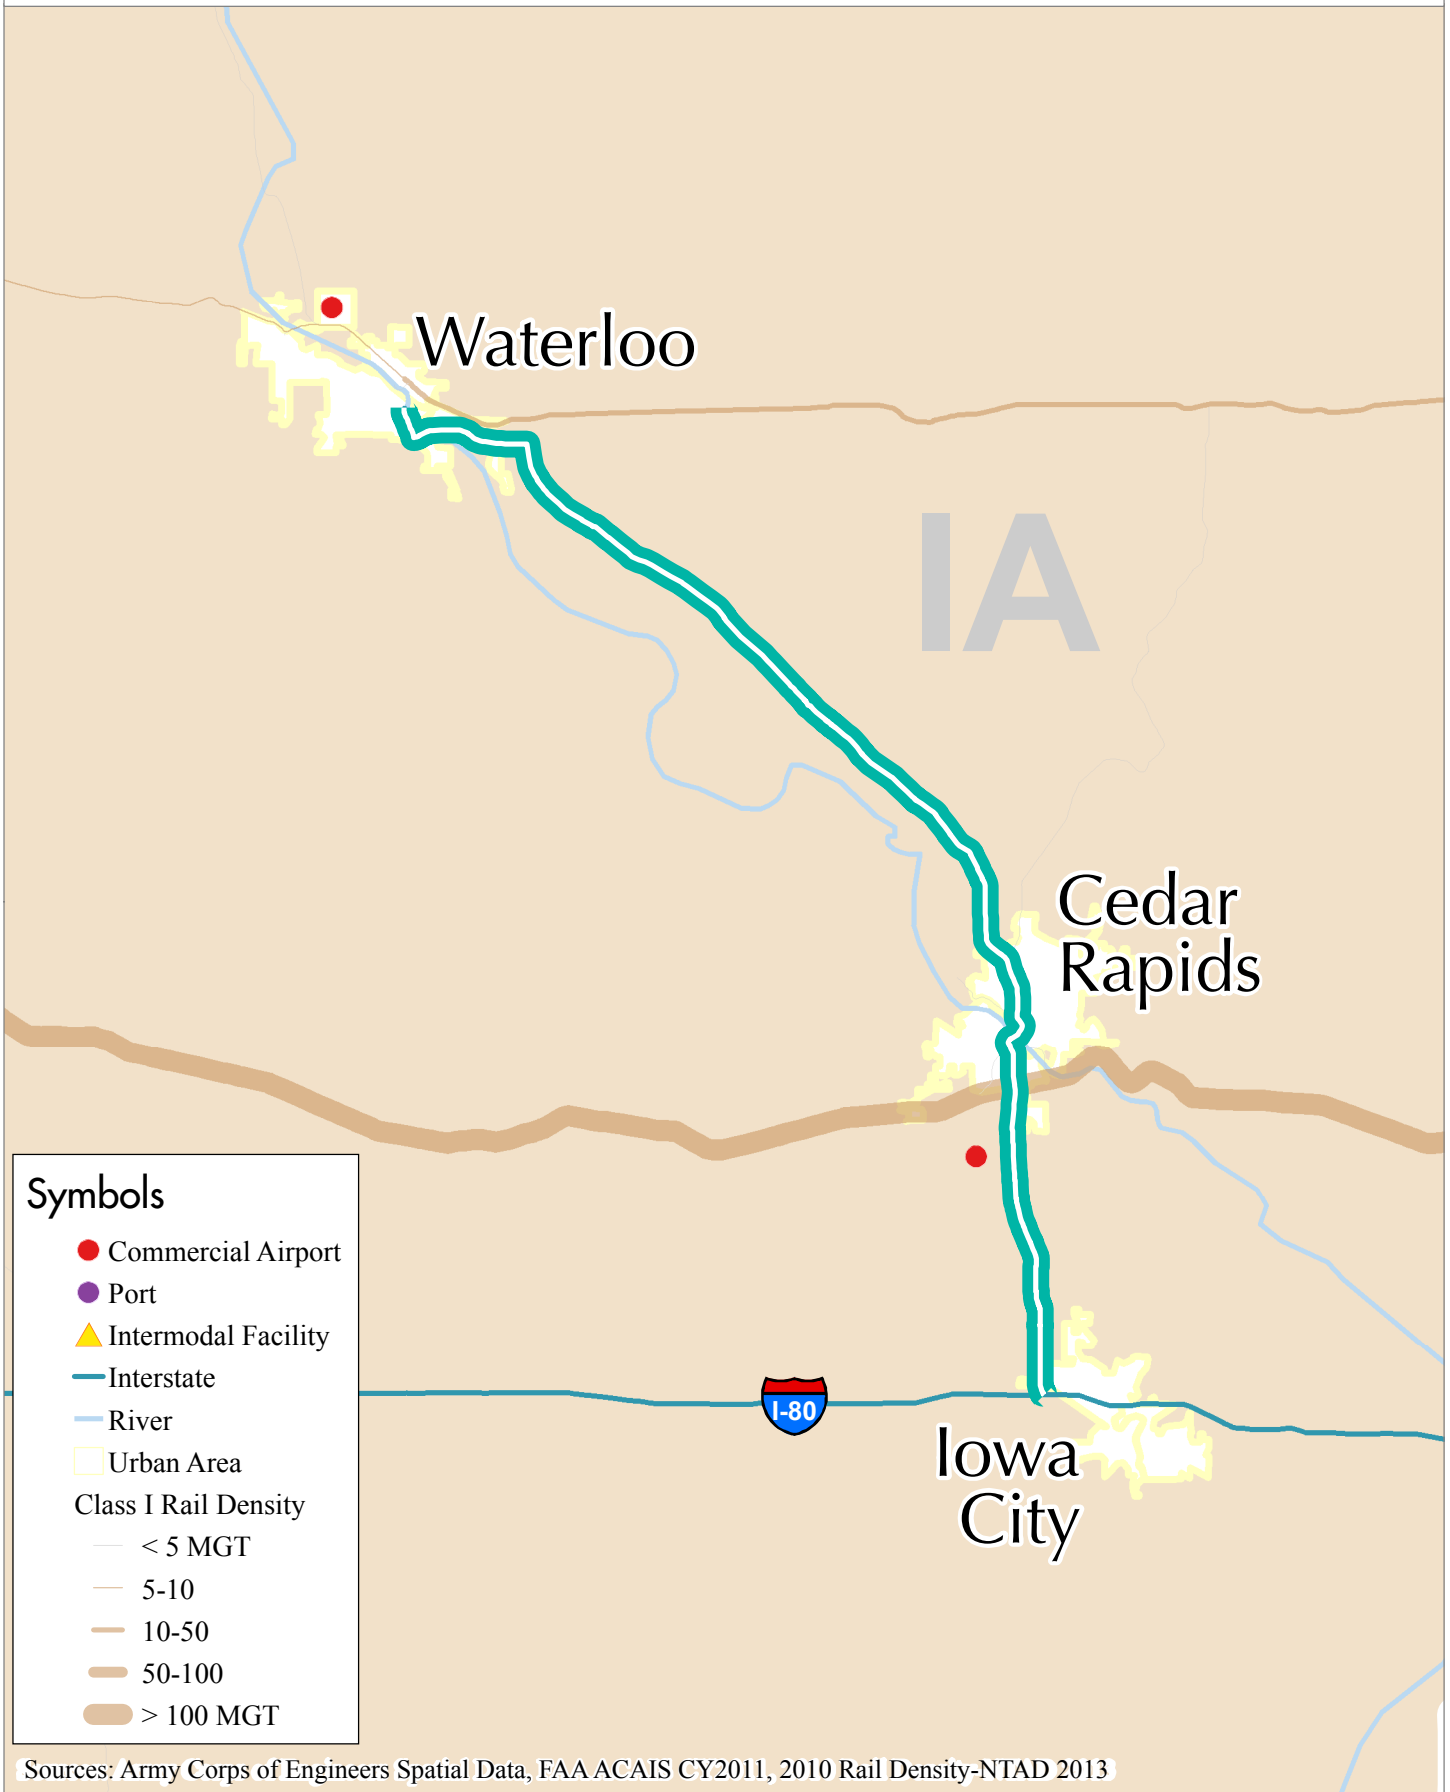 Waterloo
IA
Cedar
Rapids
I-80
Iowa
City
Symbols
Commercial Airport
Port
Intermodal Facility
Interstate
River
Urban Area
Class I Rail Density
< 5 MGT
5-10
10-50
50-100
> 100 MGT
Sources: Army Corps of Engineers Spatial Data, FAA ACAIS CY2011, 2010 Rail Density-NTAD 2013